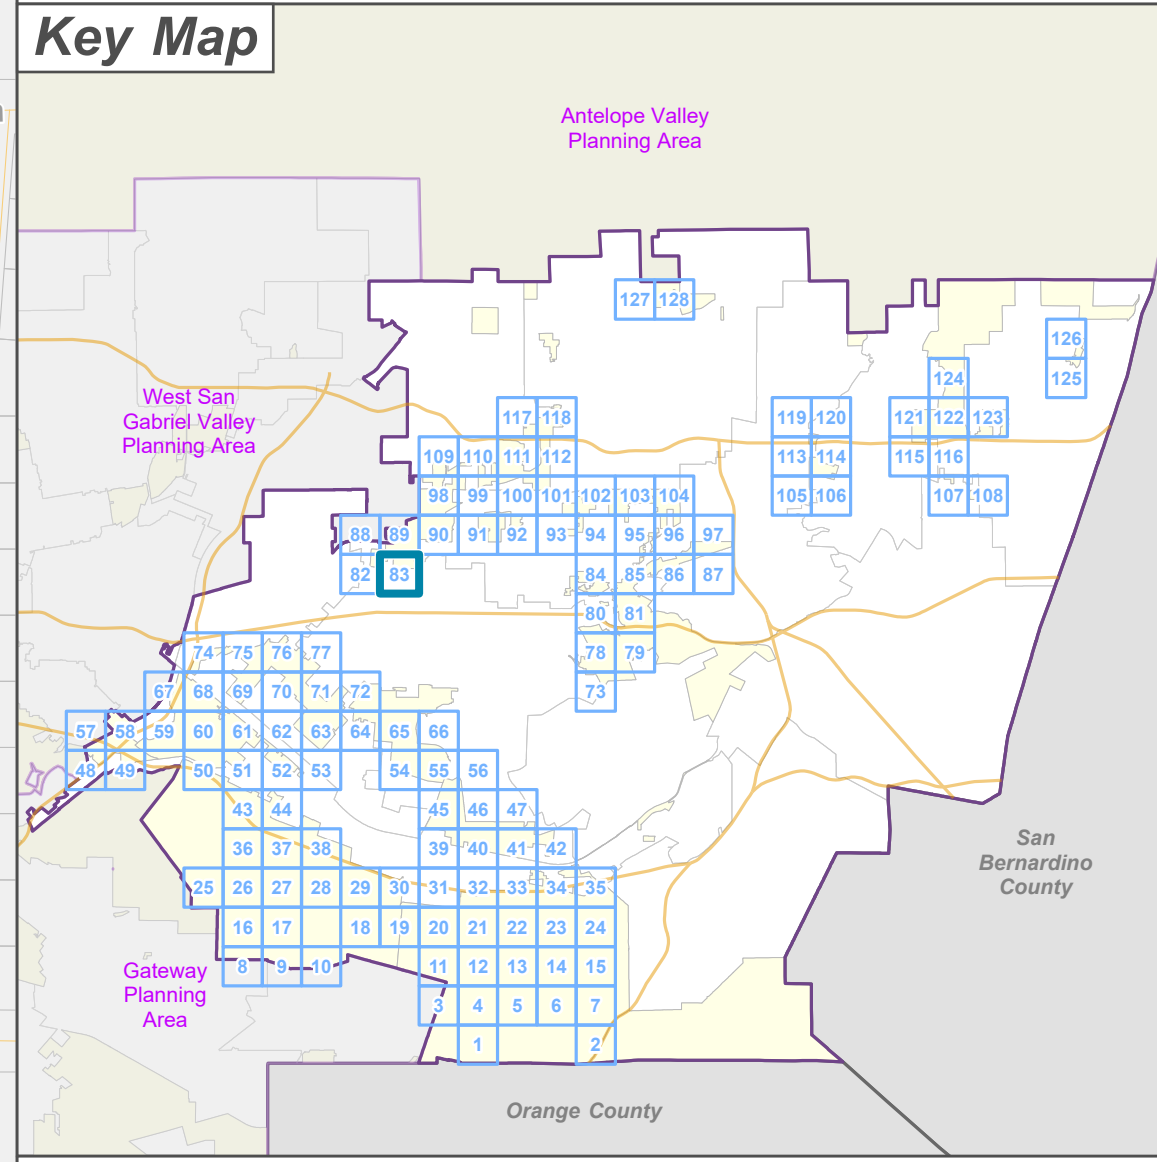 Key Map
Antelope Valley
Planning Area
127 128
126
West San
Gabriel Valley
Planning Area
124
125
117 118
119 120
121 122 123
109 110 111 112
113 114
115 116
98 99 100 101 102 103 104
105 106
107 108
88 89 90 91 92 93 94 95 96 97
82 83
84 85 86 87
80 81
74 75 76 77
78 79
67 68 69 70 71 72
73
57 58 59 60 61 62 63 64 65 66
48 49 50 51 52 53 54 55 56
43 44 45 46 47
36 37 38 39 40 41 42
San
Bernardino
County
25 26 27 28 29 30 31 32 33 34 35
16 17 18 19 20 21 22 23 24
8 9 10 11 12 13 14 15
Gateway
Planning
Area
3 4 5 6 7
1 2
Orange County